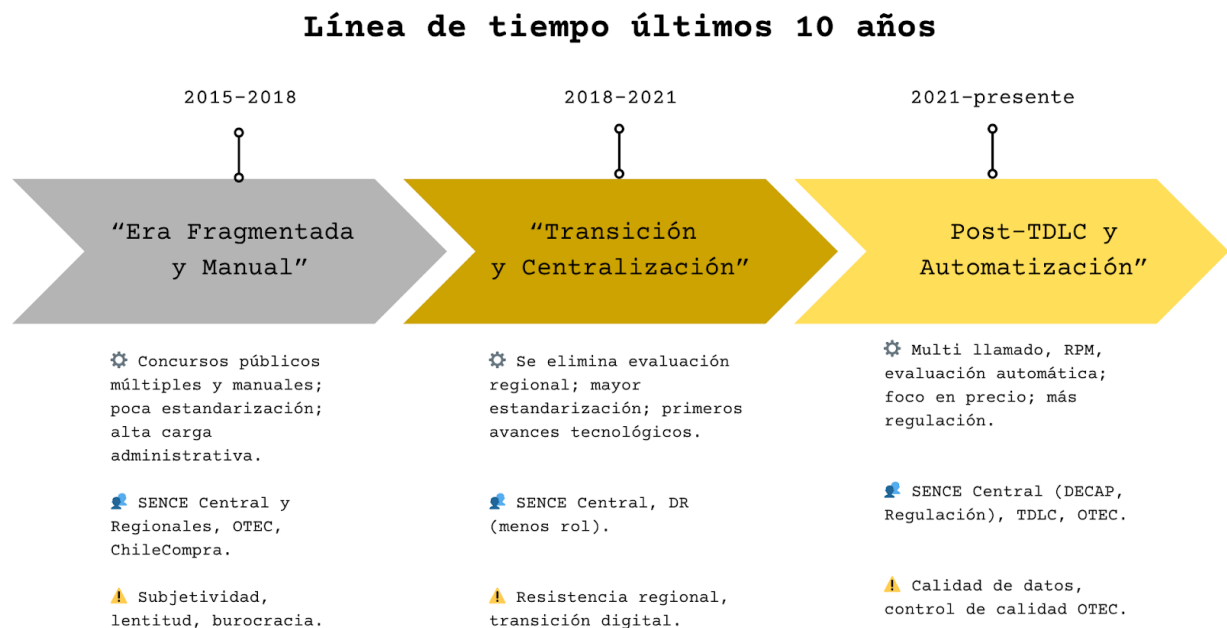 Línea de tiempo últimos 10 años
2015–2018
“Era Fragmentada
y Manual”
⚙️ Concursos públicos
múltiples y manuales;
poca estandarización;
alta carga
administrativa.
👥 SENCE Central y
Regionales, OTEC,
ChileCompra.
⚠️ Subjetividad,
lentitud, burocracia.
2018–2021
“Transición
y Centralización”
⚙️ Se elimina evaluación
regional; mayor
estandarización; primeros
avances tecnológicos.
👥 SENCE Central, DR
(menos rol).
⚠️ Resistencia regional,
transición digital.
2021–presente
Post–TDLC y
Automatización”
⚙️ Multi llamado, RPM,
evaluación automática;
foco en precio; más
regulación.
👥 SENCE Central (DECAP,
Regulación), TDLC, OTEC.
⚠️ Calidad de datos,
control de calidad OTEC.